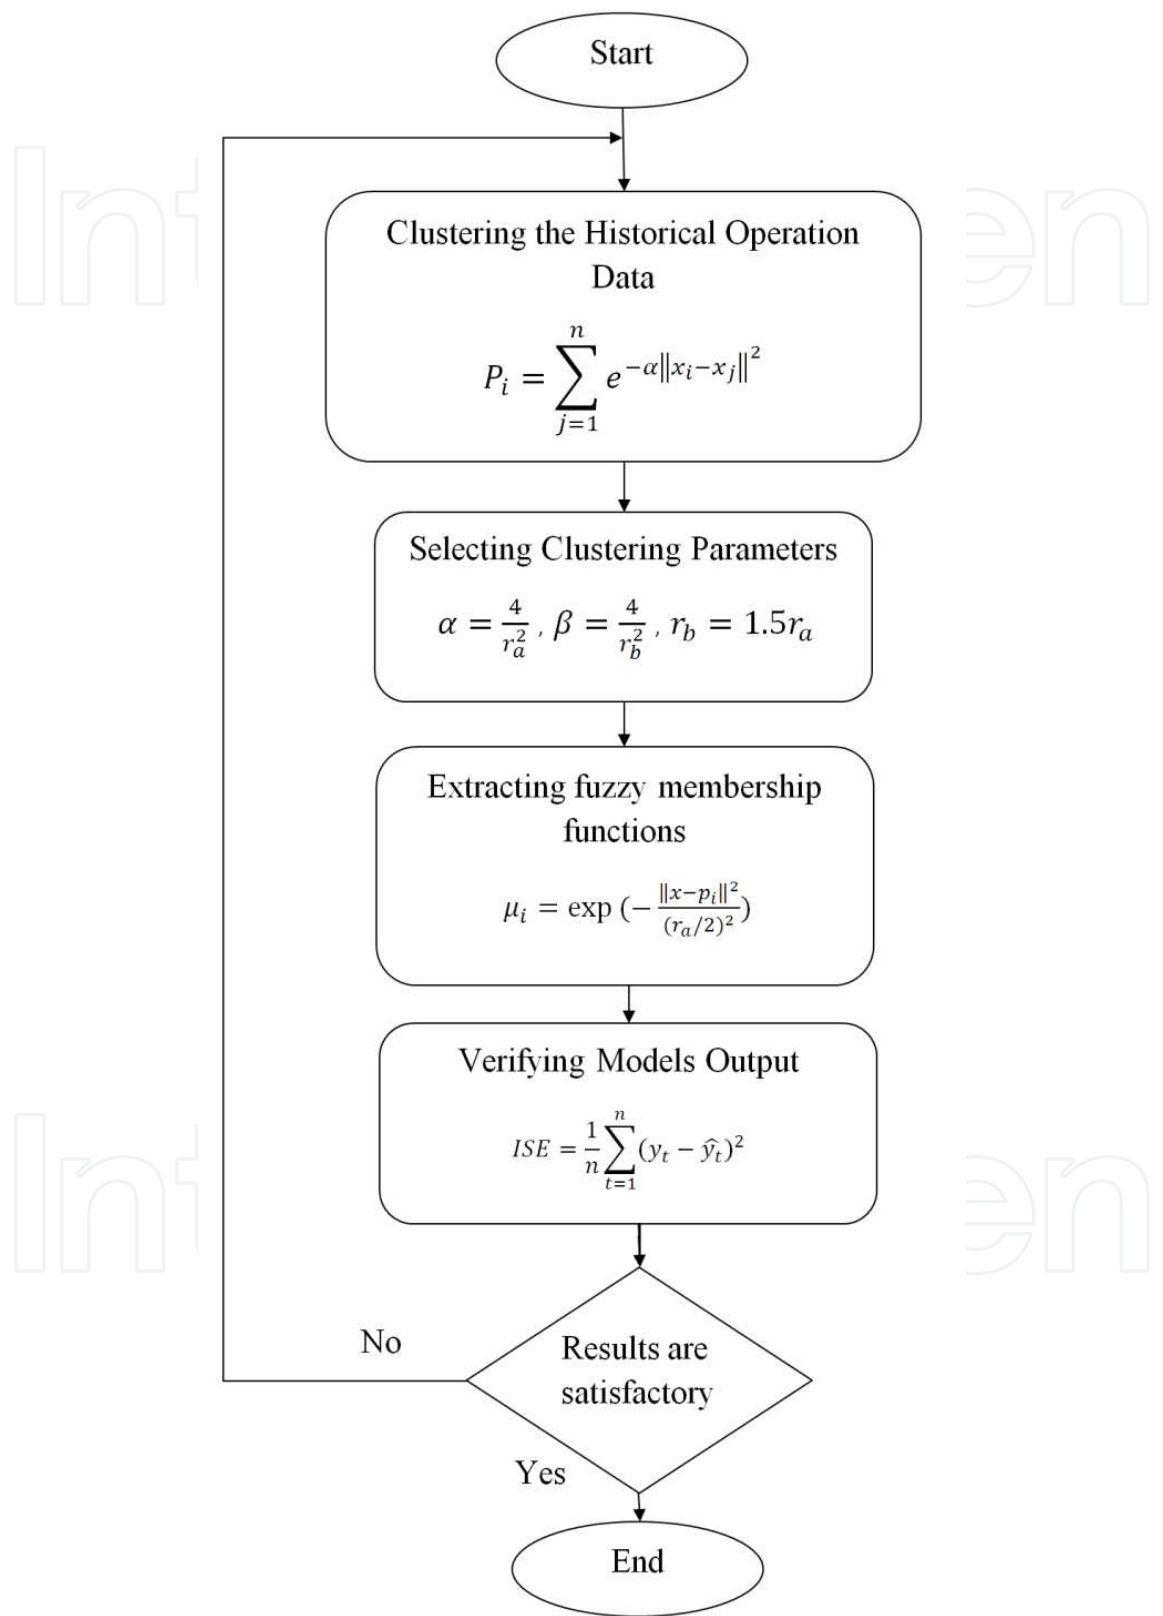 Start
Clustering the Historical Operation
Data
$P_i = \sum_{j=1}^{n} e^{-\alpha \|x_i - x_j\|^2}$
Selecting Clustering Parameters
$\alpha = \frac{4}{r_a^2}, \beta = \frac{4}{r_b^2}, r_b = 1.5r_a$
Extracting fuzzy membership
functions
$\mu_i = \exp(-\frac{\|x - p_i\|^2}{(r_a/2)^2})$
Verifying Models Output
$ISE = \frac{1}{n} \sum_{t=1}^{n} (y_t - \hat{y_t})^2$
No
Results are
satisfactory
Yes
End